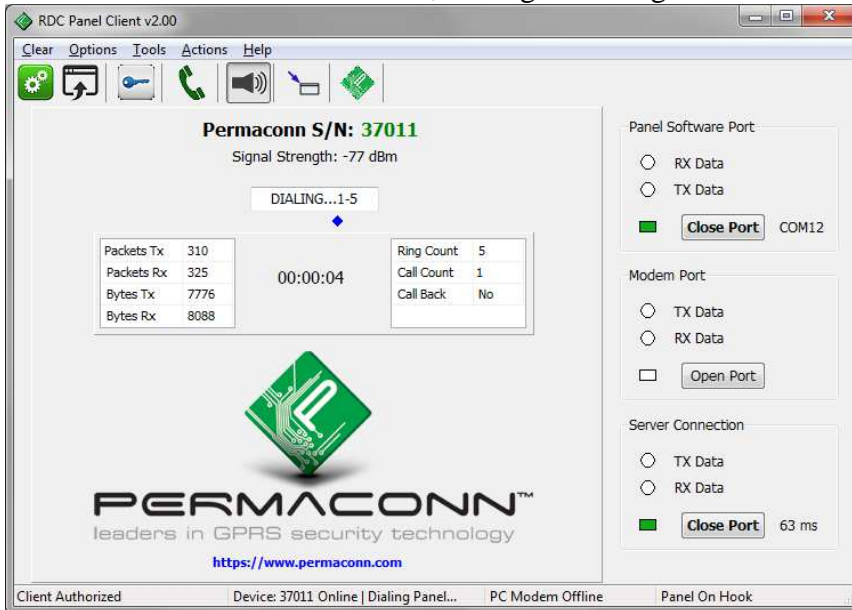 RDC Panel Client v2.00
Clear Options Tools Actions Help
Permaconn S/N: 37011
Signal Strength: -77 dBm
DIALING...1-5
Packets Tx 310
Packets Rx 325
Bytes Tx 7776
Bytes Rx 8088
00:00:04
Ring Count 5
Call Count 1
Call Back No
PERMACONN™
leaders in GPRS security technology
https://www.permaconn.com
Panel Software Port
RX Data
TX Data
Close Port COM12
Modem Port
TX Data
RX Data
Open Port
Server Connection
TX Data
RX Data
Close Port 63 ms
Client Authorized Device: 37011 Online | Dialing Panel... PC Modem Offline Panel On Hook